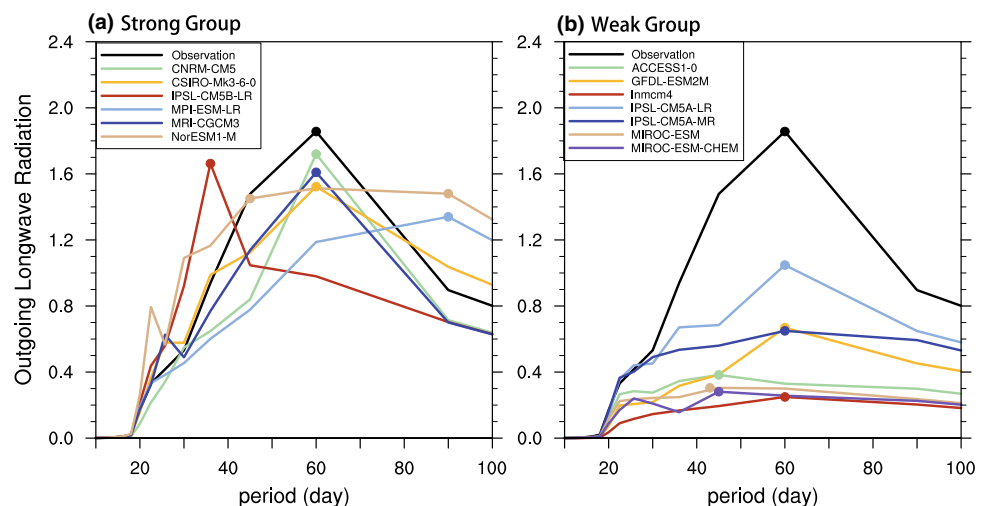 (a) Strong Group
Observation
CNRM-CM5
CSIRO-Mk3-6-0
IPSL-CM5B-LR
MPI-ESM-LR
MRI-CGCM3
NorESM1-M
2.4
2.0
1.6
1.2
0.8
0.4
0.0
Outgoing Longwave Radiation
20 40 60 80 100
period (day)
(b) Weak Group
Observation
ACCESS1-0
GFDL-ESM2M
Inmcm4
IPSL-CM5A-LR
IPSL-CM5A-MR
MIROC-ESM
MIROC-ESM-CHEM
2.4
2.0
1.6
1.2
0.8
0.4
0.0
20 40 60 80 100
period (day)